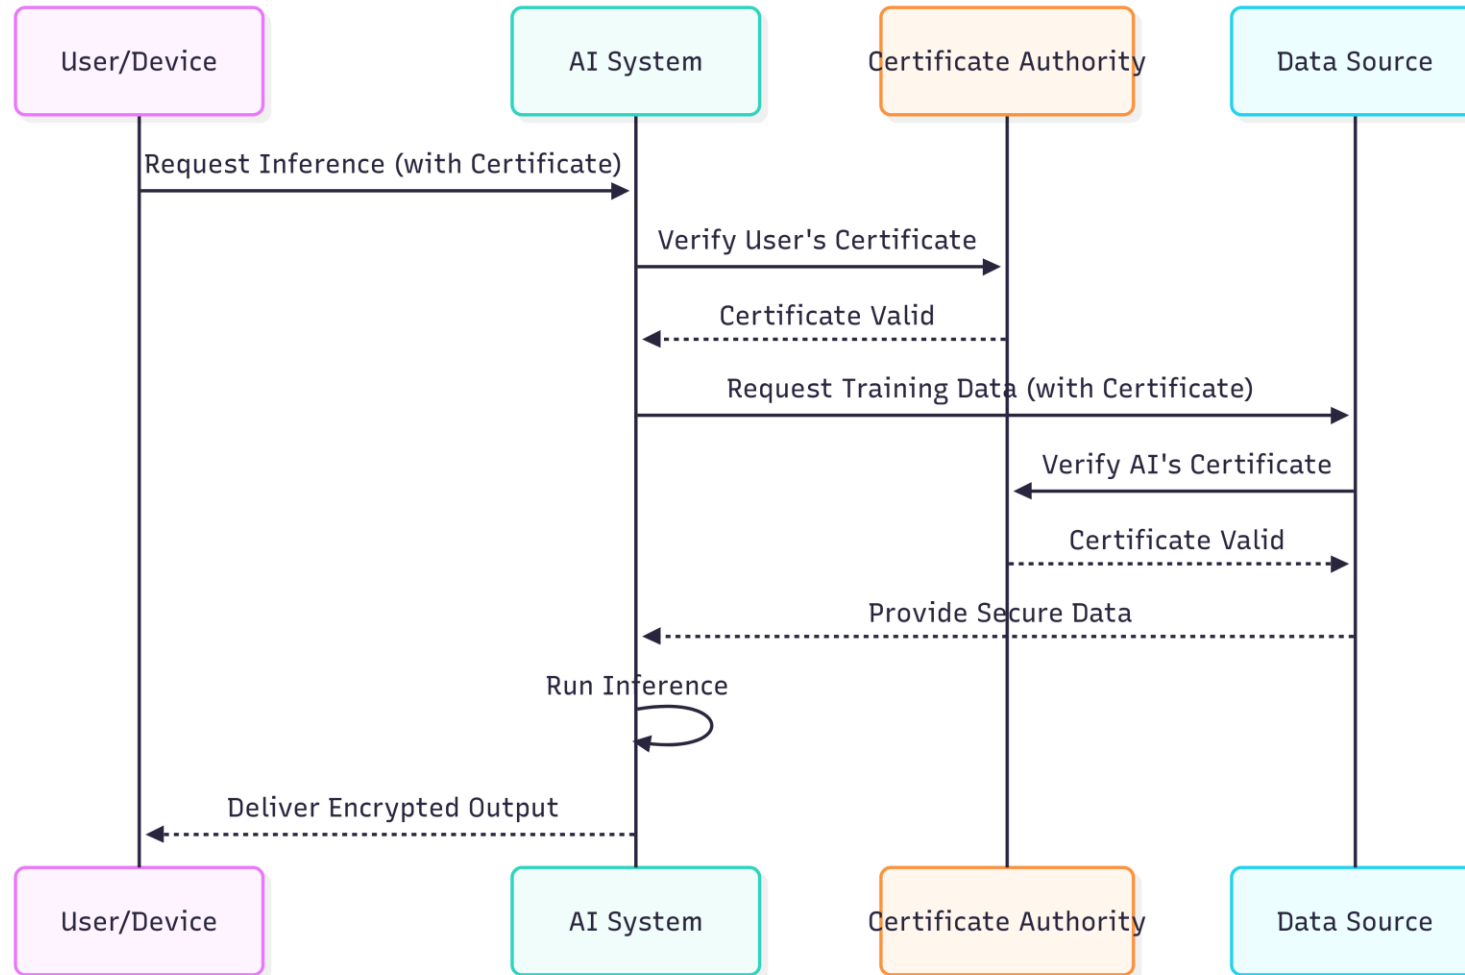 User/Device
AI System
Certificate Authority
Data Source
Request Inference (with Certificate)
Verify User's Certificate
Certificate Valid
Request Training Data (with Certificate)
Verify AI's Certificate
Certificate Valid
Provide Secure Data
Run Inference
Deliver Encrypted Output
User/Device
AI System
Certificate Authority
Data Source